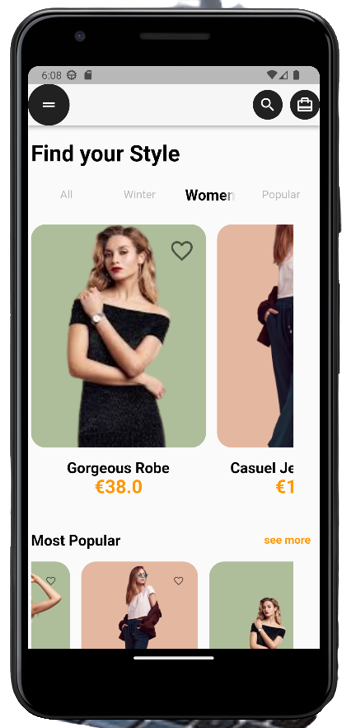 6:08
Find your Style
All Winter Women Popular
Gorgeous Robe Casuel Je
€38.0 €1
Most Popular see more